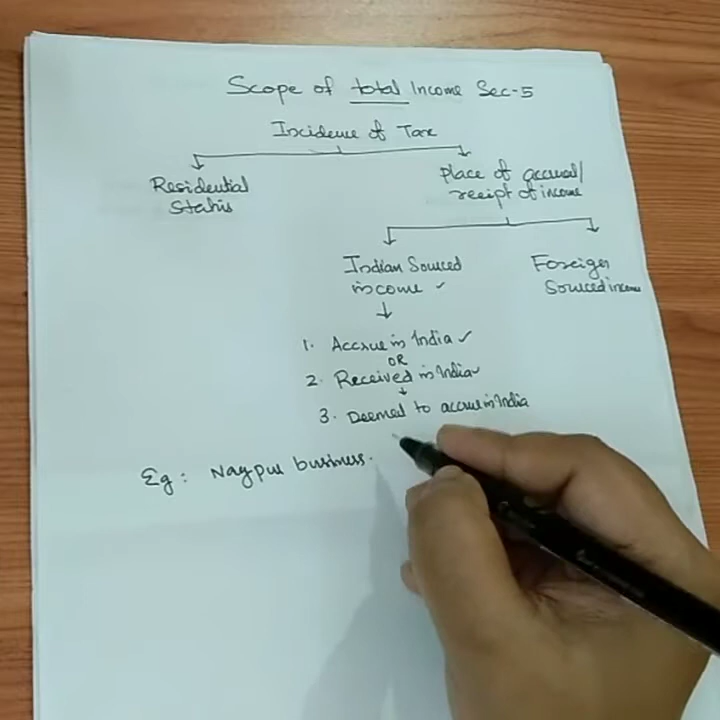 Scope of total Income Sec-5
Incidence of Tax
Residential
Status
Place of accrual/
receipt of income
Indian Sourced
income ✓
Foreign
Sourced income
1. Accrue in India ✓
OR
2. Received in India ✓
3. Deemed to accrue in India
Eg: Nagpur business.